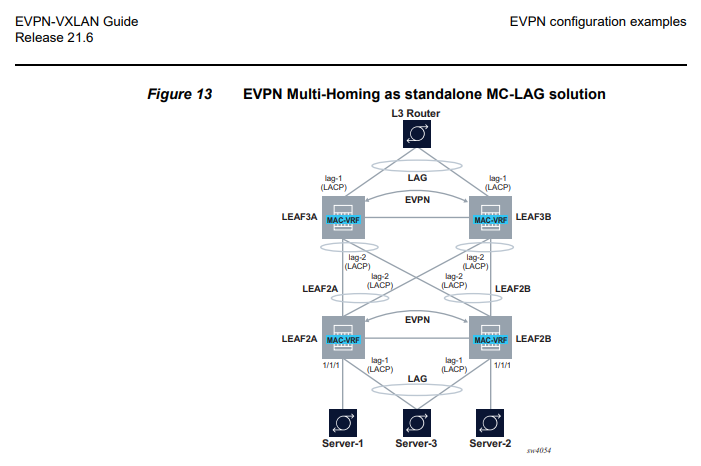 EVPN-VXLAN Guide
Release 21.6
EVPN configuration examples
Figure 13 EVPN Multi-Homing as standalone MC-LAG solution
L3 Router
LAG
lag-1
(LACP)
lag-1
(LACP)
EVPN
LEAF3A
MAC-VRF
MAC-VRF
LEAF3B
lag-2
(LACP)
lag-2
(LACP)
lag-2
(LACP)
lag-2
(LACP)
LEAF2A
LEAF2B
EVPN
LEAF2A
MAC-VRF
MAC-VRF
LEAF2B
1/1/1
lag-1
(LACP)
lag-1
(LACP)
1/1/1
LAG
Server-1
Server-3
Server-2
sw4054